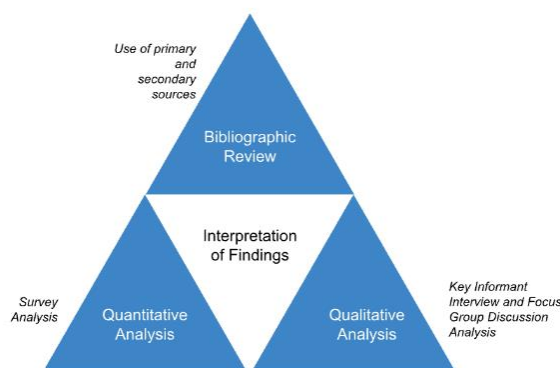 Use of primary
and
secondary
sources
Bibliographic
Review
Interpretation
of Findings
Survey
Analysis
Quantitative
Analysis
Qualitative
Analysis
Key Informant
Interview and Focus
Group Discussion
Analysis